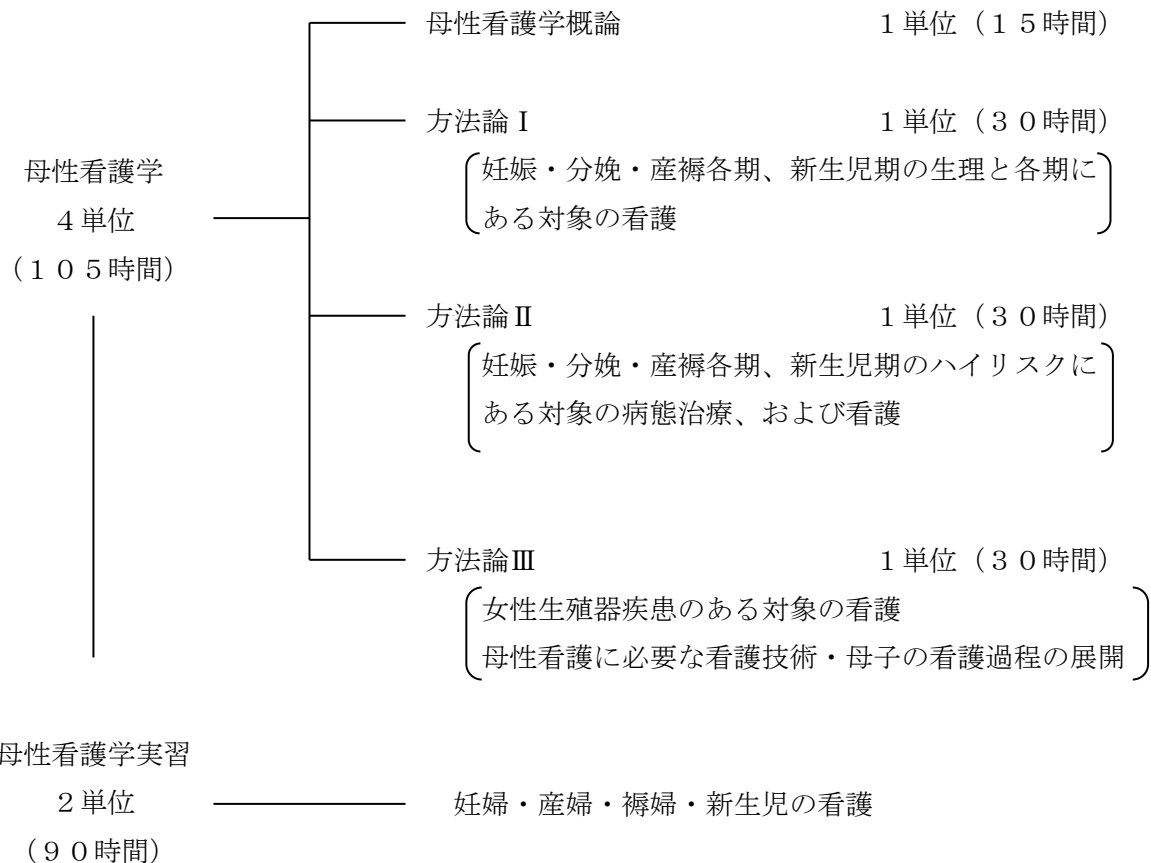 母性看護学概論 1単位（15時間）
方法論Ⅰ 1単位（30時間）
妊娠・分娩・産褥各期、新生児期の生理と各期に
ある対象の看護
母性看護学
4単位
（105時間）
方法論Ⅱ 1単位（30時間）
妊娠・分娩・産褥各期、新生児期のハイリスクに
ある対象の病態治療、および看護
方法論Ⅲ 1単位（30時間）
女性生殖器疾患のある対象の看護
母性看護に必要な看護技術・母子の看護過程の展開
母性看護学実習
2単位
（90時間）
妊婦・産婦・褥婦・新生児の看護